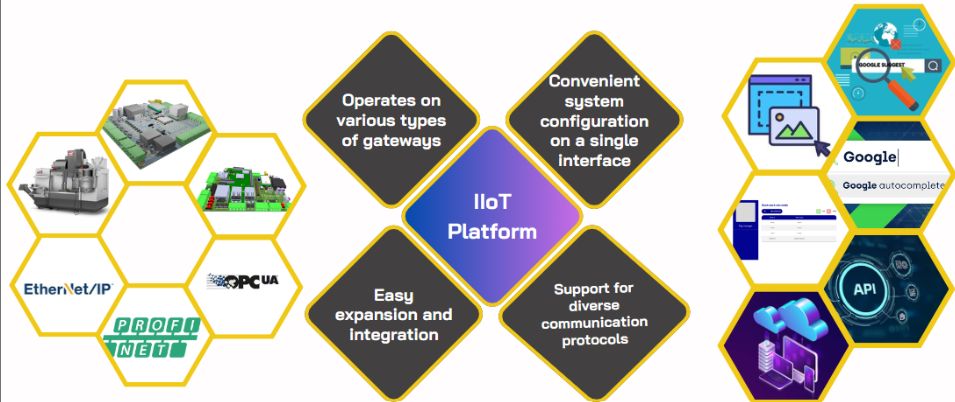 Operates on
various types
of gateways
Convenient
system
configuration
on a single
interface
IIoT
Platform
Easy
expansion and
integration
Support for
diverse
communication
protocols
EtherNet/IP
OPC UA
PROFI
NET
GOOGLE SUGGEST
Google
Google autocomplete
API